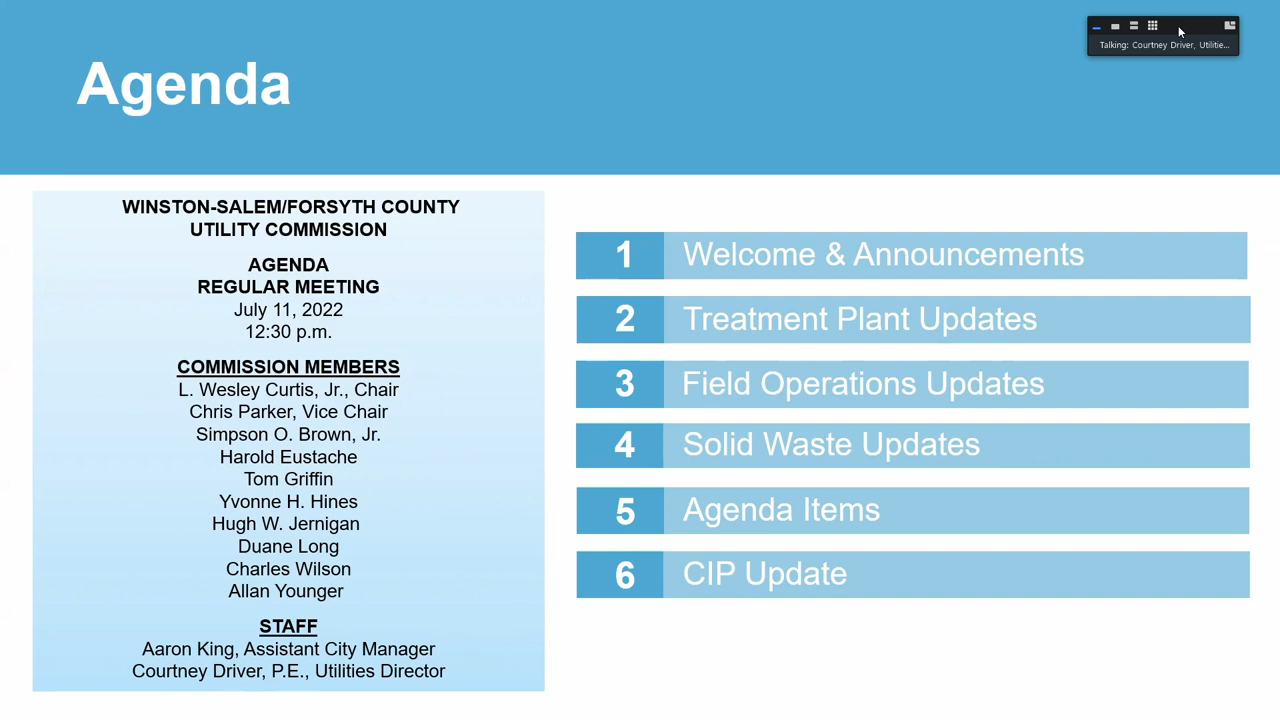 Agenda
Talking: Courtney Driver, Utilitie...
WINSTON-SALEM/FORSYTH COUNTY
UTILITY COMMISSION
AGENDA
REGULAR MEETING
July 11, 2022
12:30 p.m.
COMMISSION MEMBERS
L. Wesley Curtis, Jr., Chair
Chris Parker, Vice Chair
Simpson O. Brown, Jr.
Harold Eustache
Tom Griffin
Yvonne H. Hines
Hugh W. Jernigan
Duane Long
Charles Wilson
Allan Younger
STAFF
Aaron King, Assistant City Manager
Courtney Driver, P.E., Utilities Director
1 Welcome & Announcements
2 Treatment Plant Updates
3 Field Operations Updates
4 Solid Waste Updates
5 Agenda Items
6 CIP Update